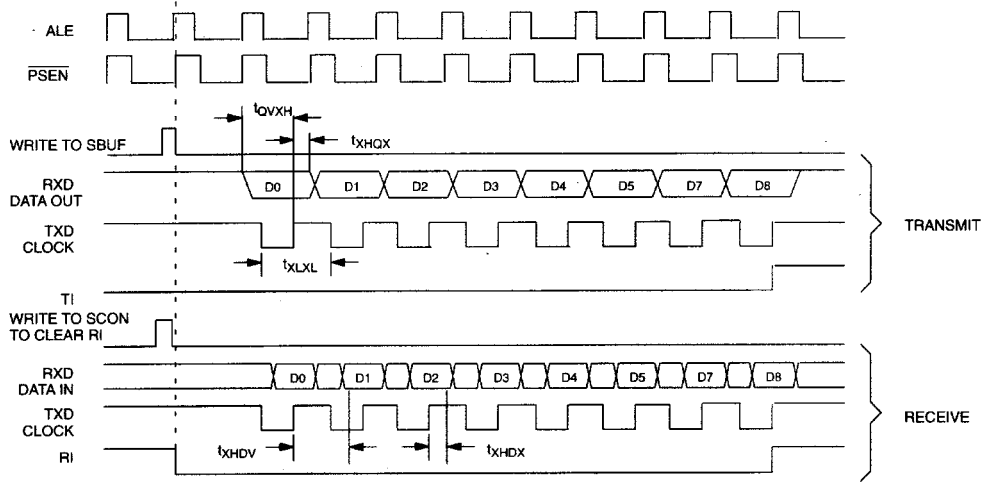 ALE
PSEN
tQVXH
tXHQX
WRITE TO SBUF
RXD
DATA OUT
D0 D1 D2 D3 D4 D5 D7 D8
TXD
CLOCK
tXLXL
TRANSMIT
TI
WRITE TO SCON
TO CLEAR RI
RXD
DATA IN
D0 D1 D2 D3 D4 D5 D7 D8
TXD
CLOCK
RECEIVE
tXHDV
tXHDX
RI